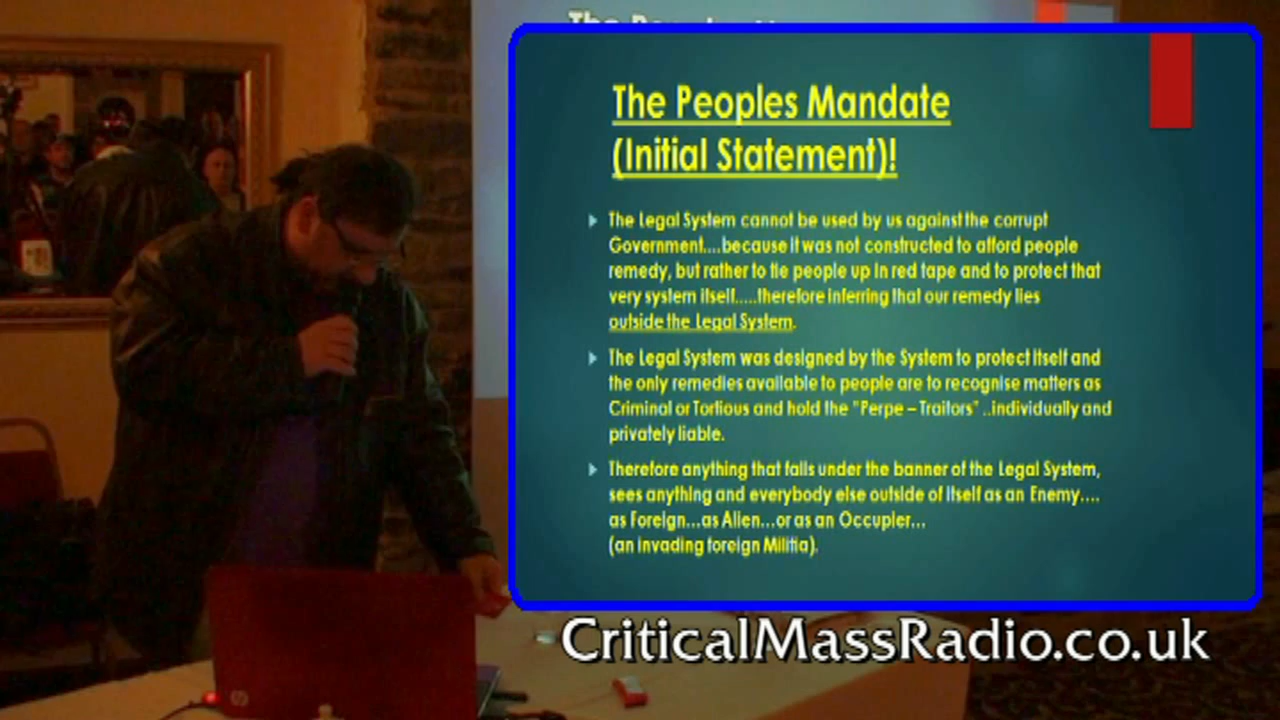 The Peoples Mandate
(Initial Statement)!
The Legal System cannot be used by us against the corrupt
Government....because it was not constructed to afford people
remedy, but rather to tie people up in red tape and to protect that
very system itself.....therefore inferring that our remedy lies
outside the Legal System.
The Legal System was designed by the System to protect itself and
the only remedies available to people are to recognise matters as
Criminal or Tortious and hold the "Perpe – Traitors" ..individually and
privately liable.
Therefore anything that falls under the banner of the Legal System,
sees anything and everybody else outside of itself as an Enemy....
as Foreign...as Alien...or as an Occupier...
(an invading foreign Militia).
CriticalMassRadio.co.uk
hp